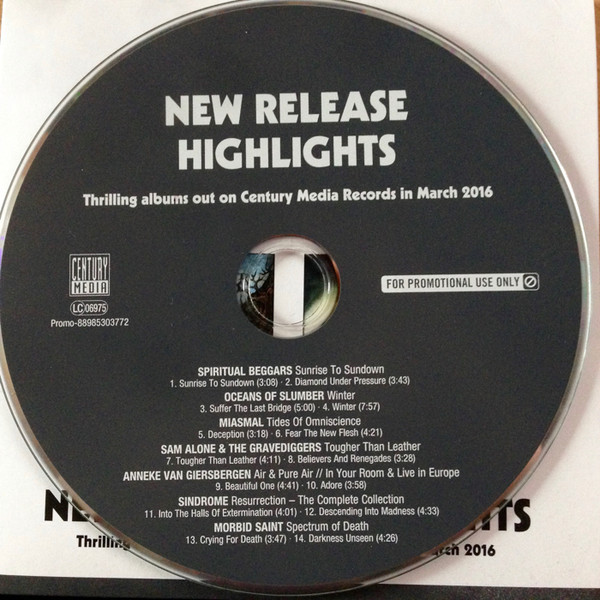 NEW RELEASE
HIGHLIGHTS
Thrilling albums out on Century Media Records in March 2016
CENTURY
MEDIA
LC 06975
Promo-88985303772
FOR PROMOTIONAL USE ONLY
SPIRITUAL BEGGARS Sunrise To Sundown
1. Sunrise To Sundown (3:08) · 2. Diamond Under Pressure (3:43)
OCEANS OF SLUMBER Winter
3. Suffer The Last Bridge (5:00) · 4. Winter (7:57)
MIASMAL Tides Of Omniscience
5. Deception (3:18) · 6. Fear The New Flesh (4:21)
SAM ALONE & THE GRAVEDIGGERS Tougher Than Leather
7. Tougher Than Leather (4:11) · 8. Believers And Renegades (3:28)
ANNEKE VAN GIERSBERGEN Air & Pure Air // In Your Room & Live in Europe
9. Beautiful One (4:41) · 10. Adore (3:58)
SINDROME Resurrection – The Complete Collection
11. Into The Halls Of Extermination (4:01) · 12. Descending Into Madness (4:33)
MORBID SAINT Spectrum of Death
13. Crying For Death (3:47) · 14. Darkness Unseen (4:26)
NE HTS
Thrilling March 2016